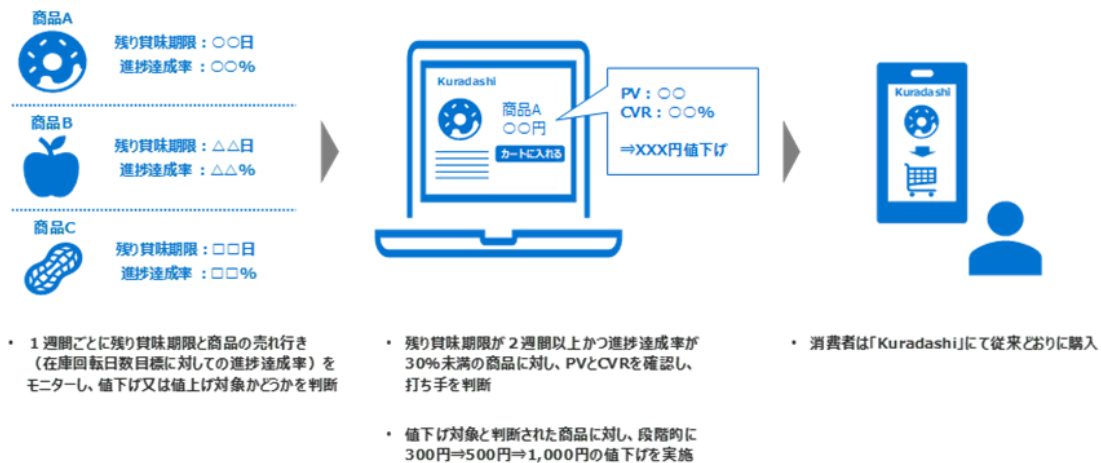 商品A
残り賞味期限：○○日
進捗達成率：○○%
商品B
残り賞味期限：△△日
進捗達成率：△△%
商品C
残り賞味期限：□□日
進捗達成率：□□%
Kuradashi
商品A
○○円
カートに入れる
PV：○○
CVR：○○%
⇒XXX円値下げ
Kuradashi
・ 1週間ごとに残り賞味期限と商品の売れ行き
（在庫回転日数目標に対しての進捗達成率）を
モニターし、値下げ又は値上げ対象かどうかを判断
・ 残り賞味期限が2週間以上かつ進捗達成率が
30%未満の商品に対し、PVとCVRを確認し、
打ち手を判断
・ 値下げ対象と判断された商品に対し、段階的に
300円⇒500円⇒1,000円の値下げを実施
・ 消費者は「Kuradashi」にて従来どおりに購入